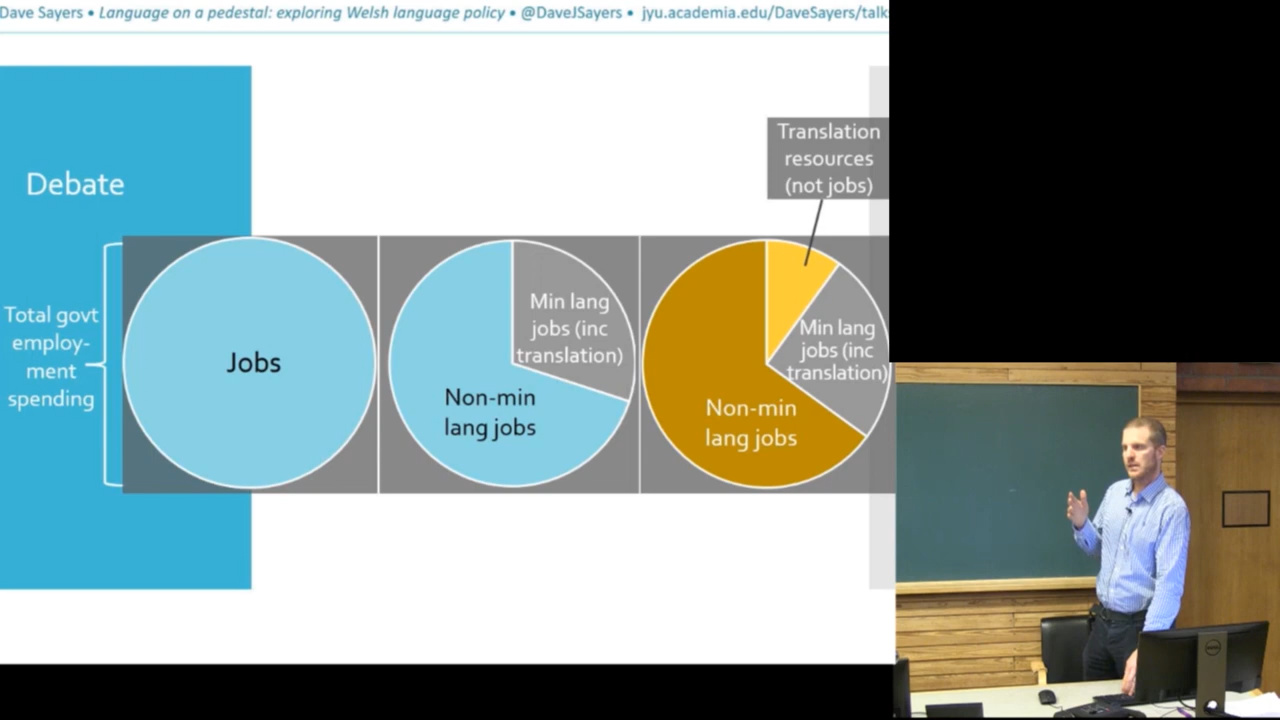 Dave Sayers • Language on a pedestal: exploring Welsh language policy • @DaveJSayers • jyu.academia.edu/DaveSayers/talks
Debate
Translation
resources
(not jobs)
Total govt
employ-
ment
spending
Jobs
Min lang
jobs (inc
translation)
Non-min
lang jobs
Min lang
jobs (inc
translation)
Non-min
lang jobs
DELL